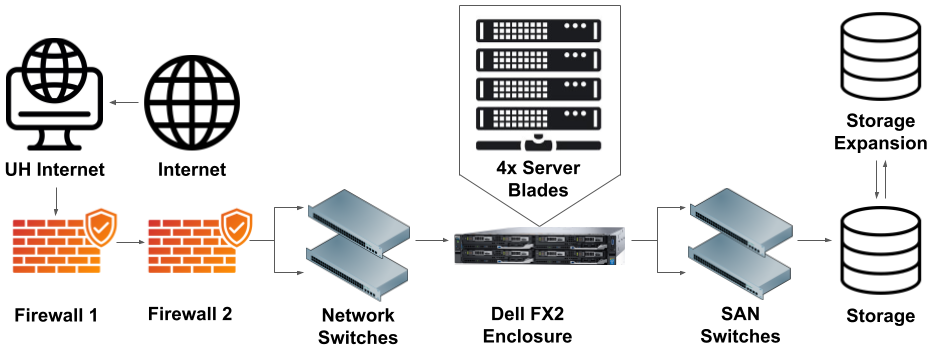 UH Internet
Internet
4x Server
Blades
Storage
Expansion
Firewall 1
Firewall 2
Network
Switches
Dell FX2
Enclosure
SAN
Switches
Storage